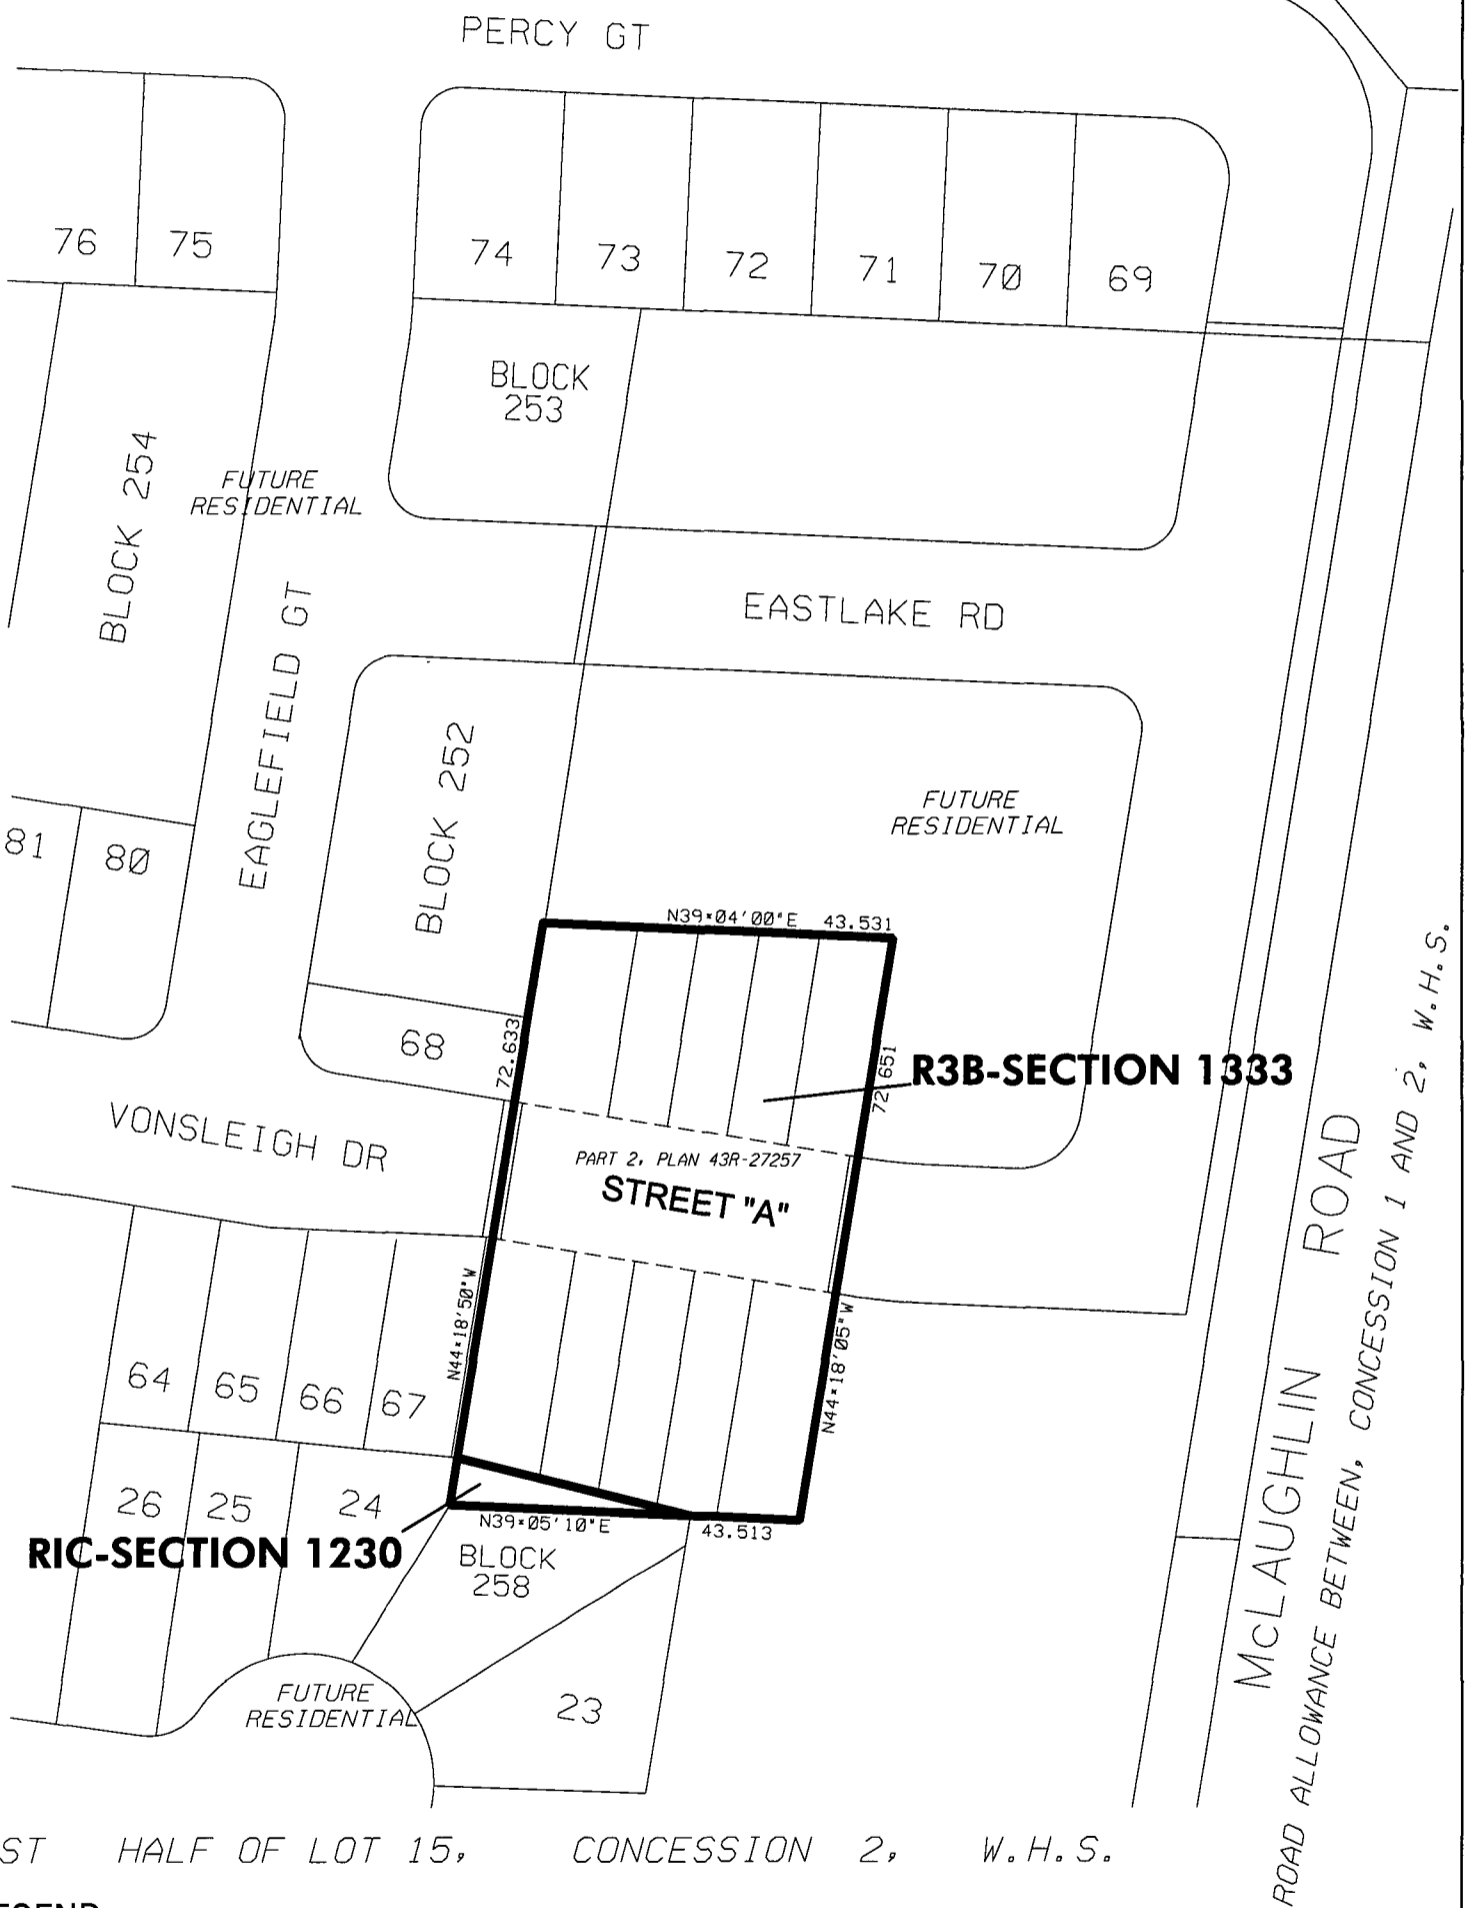 PERCY GT
76
75
74
73
72
71
70
69
BLOCK
253
BLOCK 254
FUTURE
RESIDENTIAL
EAGLEFIELD GT
EASTLAKE RD
BLOCK 252
FUTURE
RESIDENTIAL
81
80
68
N39°04'00"E 43.531
72.633
72.651
R3B-SECTION 1333
VONSLEIGH DR
PART 2, PLAN 43R-27257
STREET "A"
N44°18'50"W
N44°18'05"W
64
65
66
67
26
25
24
RIC-SECTION 1230
N39°05'10"E
43.513
BLOCK
258
FUTURE
RESIDENTIAL
23
McLAUGHLIN ROAD
ROAD ALLOWANCE BETWEEN, CONCESSION 1 AND 2, W.H.S.
ST HALF OF LOT 15, CONCESSION 2, W.H.S.